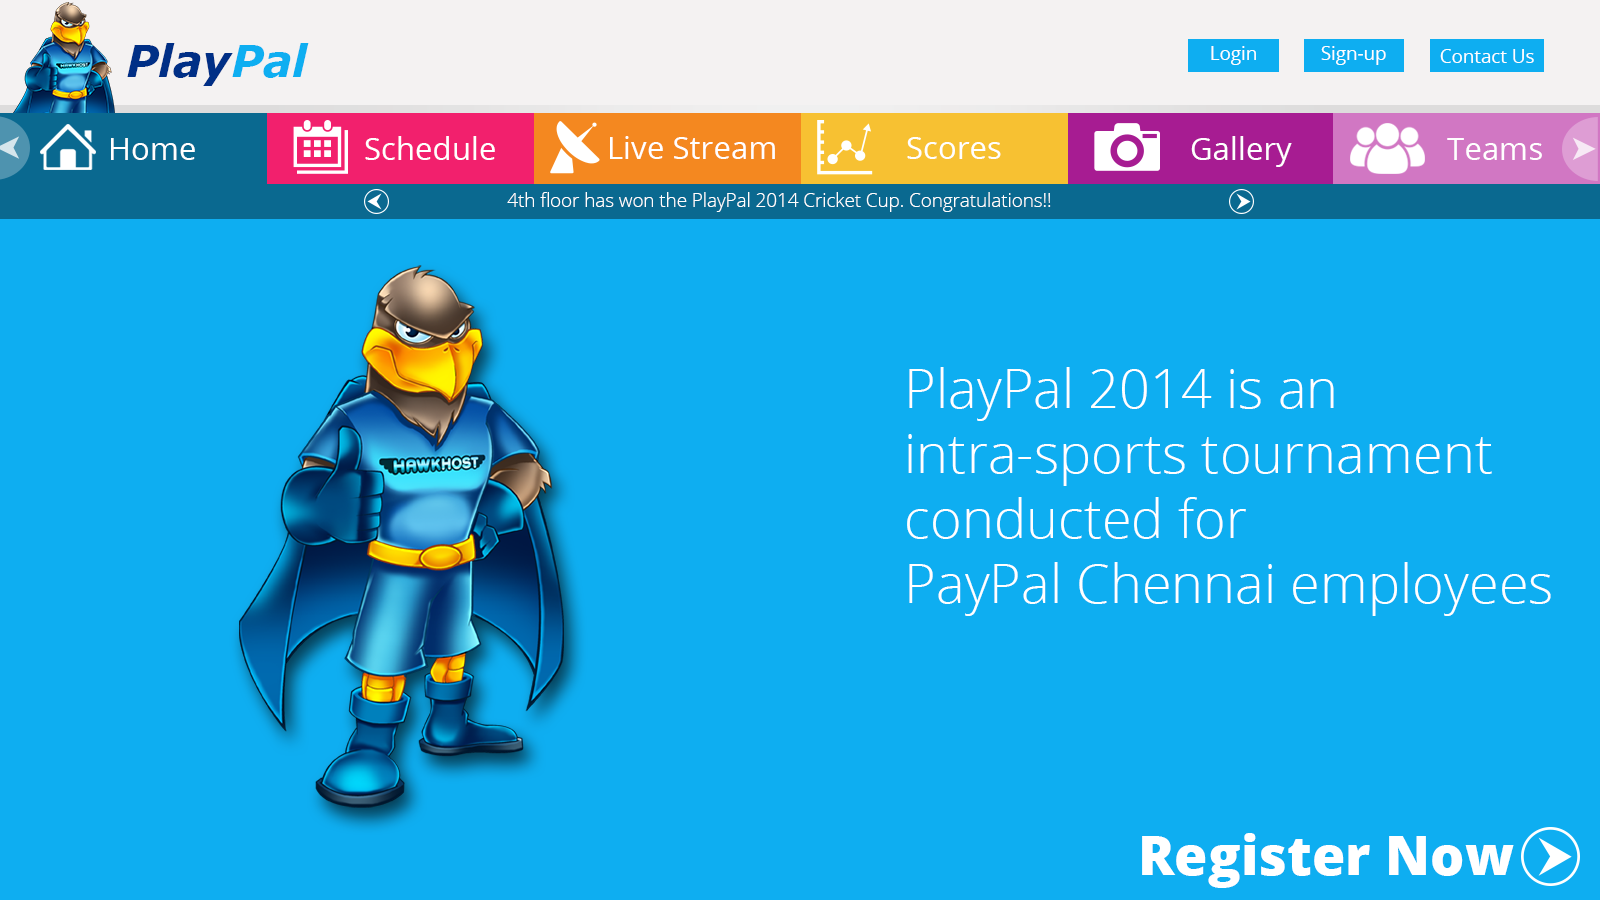 HAWKHOST
PlayPal
Login
Sign-up
Contact Us
Home
Schedule
Live Stream
Scores
Gallery
Teams
4th floor has won the PlayPal 2014 Cricket Cup. Congratulations!!
HAWKHOST
PlayPal 2014 is an
intra-sports tournament
conducted for
PayPal Chennai employees
Register Now